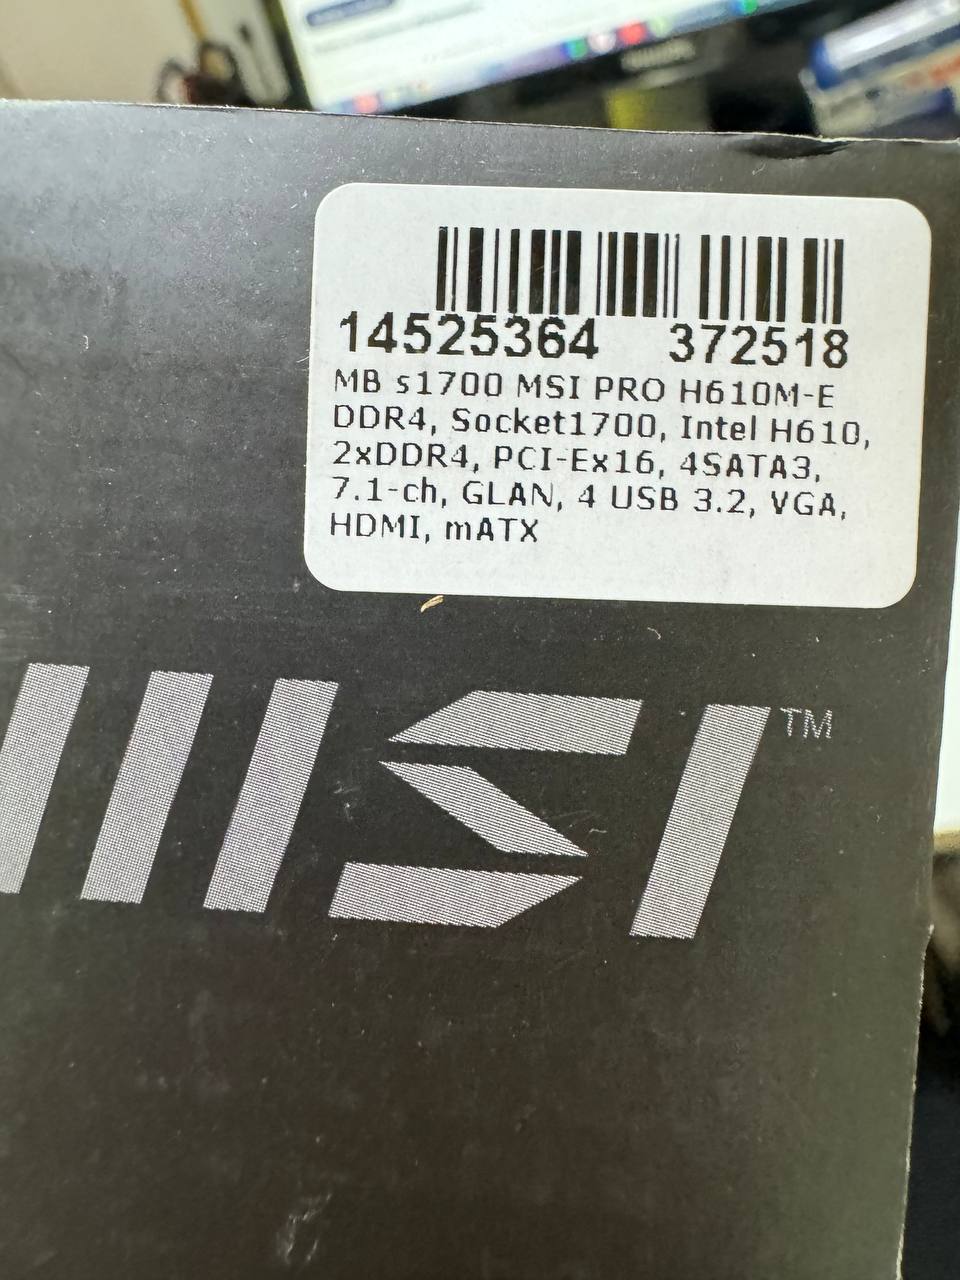 14525364 372518
MB s1700 MSI PRO H610M-E
DDR4, Socket1700, Intel H610,
2xDDR4, PCI-Ex16, 4SATA3,
7.1-ch, GLAN, 4 USB 3.2, VGA,
HDMI, mATX
MSI™